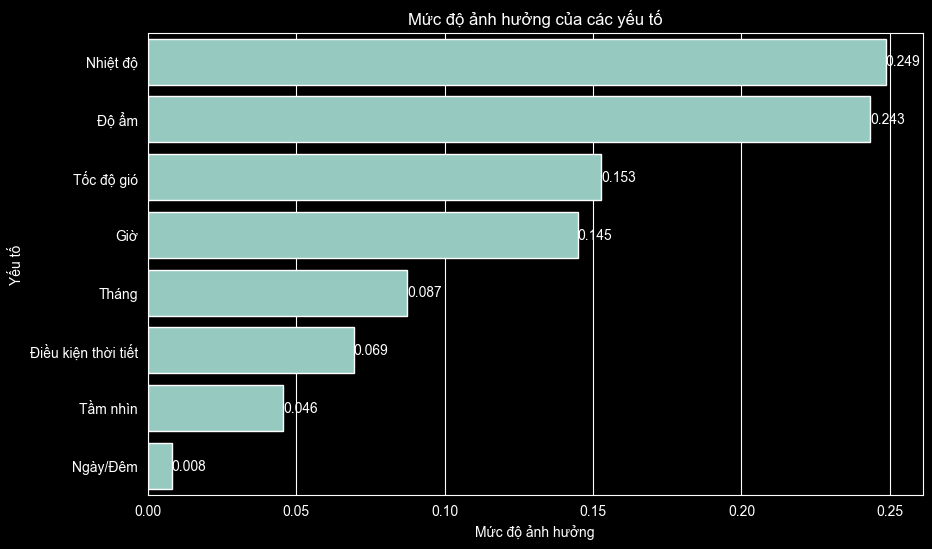 Mức độ ảnh hưởng của các yếu tố
Yếu tố
Nhiệt độ
0.249
Độ ẩm
0.243
Tốc độ gió
0.153
Giờ
0.145
Tháng
0.087
Điều kiện thời tiết
0.069
Tầm nhìn
0.046
Ngày/Đêm
0.008
0.00 0.05 0.10 0.15 0.20 0.25
Mức độ ảnh hưởng